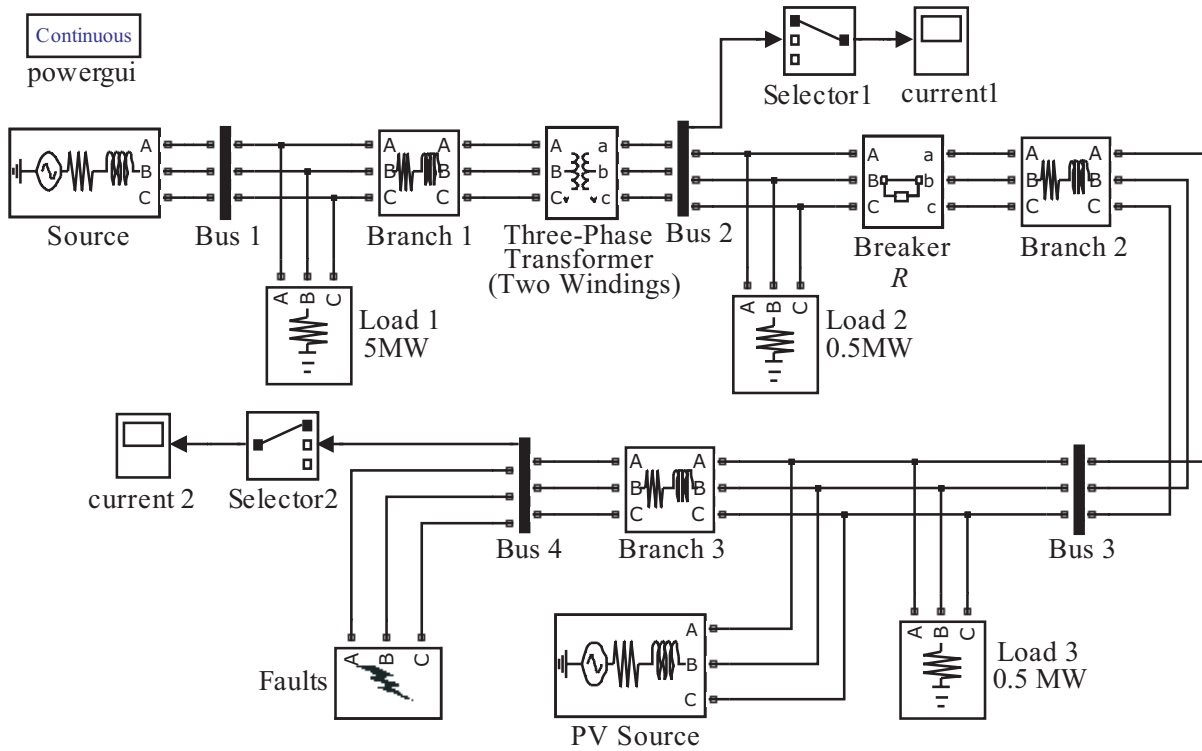 Continuous
powergui
Selector1
current1
A
B
C
Source
Bus 1
A
B
C
A
B
C
Branch 1
A
B
C
a
b
c
Three-Phase
Transformer
(Two Windings)
Bus 2
A
B
C
a
b
c
Breaker
R
A
B
C
A
B
C
Branch 2
A B C
Load 1
5MW
A B C
Load 2
0.5MW
current 2
Selector2
Bus 4
A
B
C
A
B
C
Branch 3
Bus 3
A B C
Faults
A
B
C
PV Source
A B C
Load 3
0.5 MW